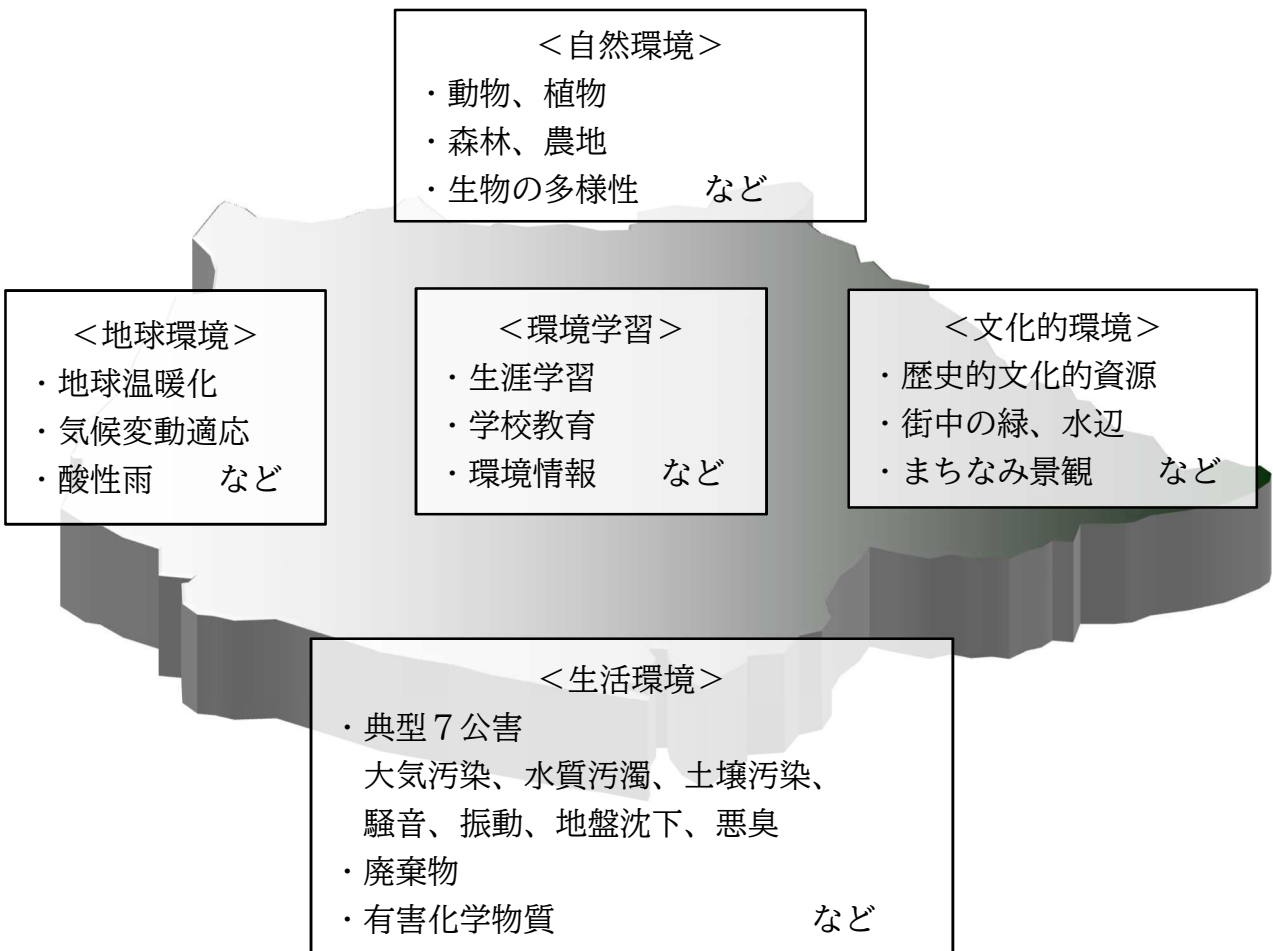 ＜自然環境＞
・動物、植物
・森林、農地
・生物の多様性　　など
＜地球環境＞
・地球温暖化
・気候変動適応
・酸性雨　　など
＜環境学習＞
・生涯学習
・学校教育
・環境情報　　など
＜文化的環境＞
・歴史的文化的資源
・街中の緑、水辺
・まちなみ景観　　など
＜生活環境＞
・典型７公害
大気汚染、水質汚濁、土壌汚染、
騒音、振動、地盤沈下、悪臭
・廃棄物
・有害化学物質　　　　　　　など